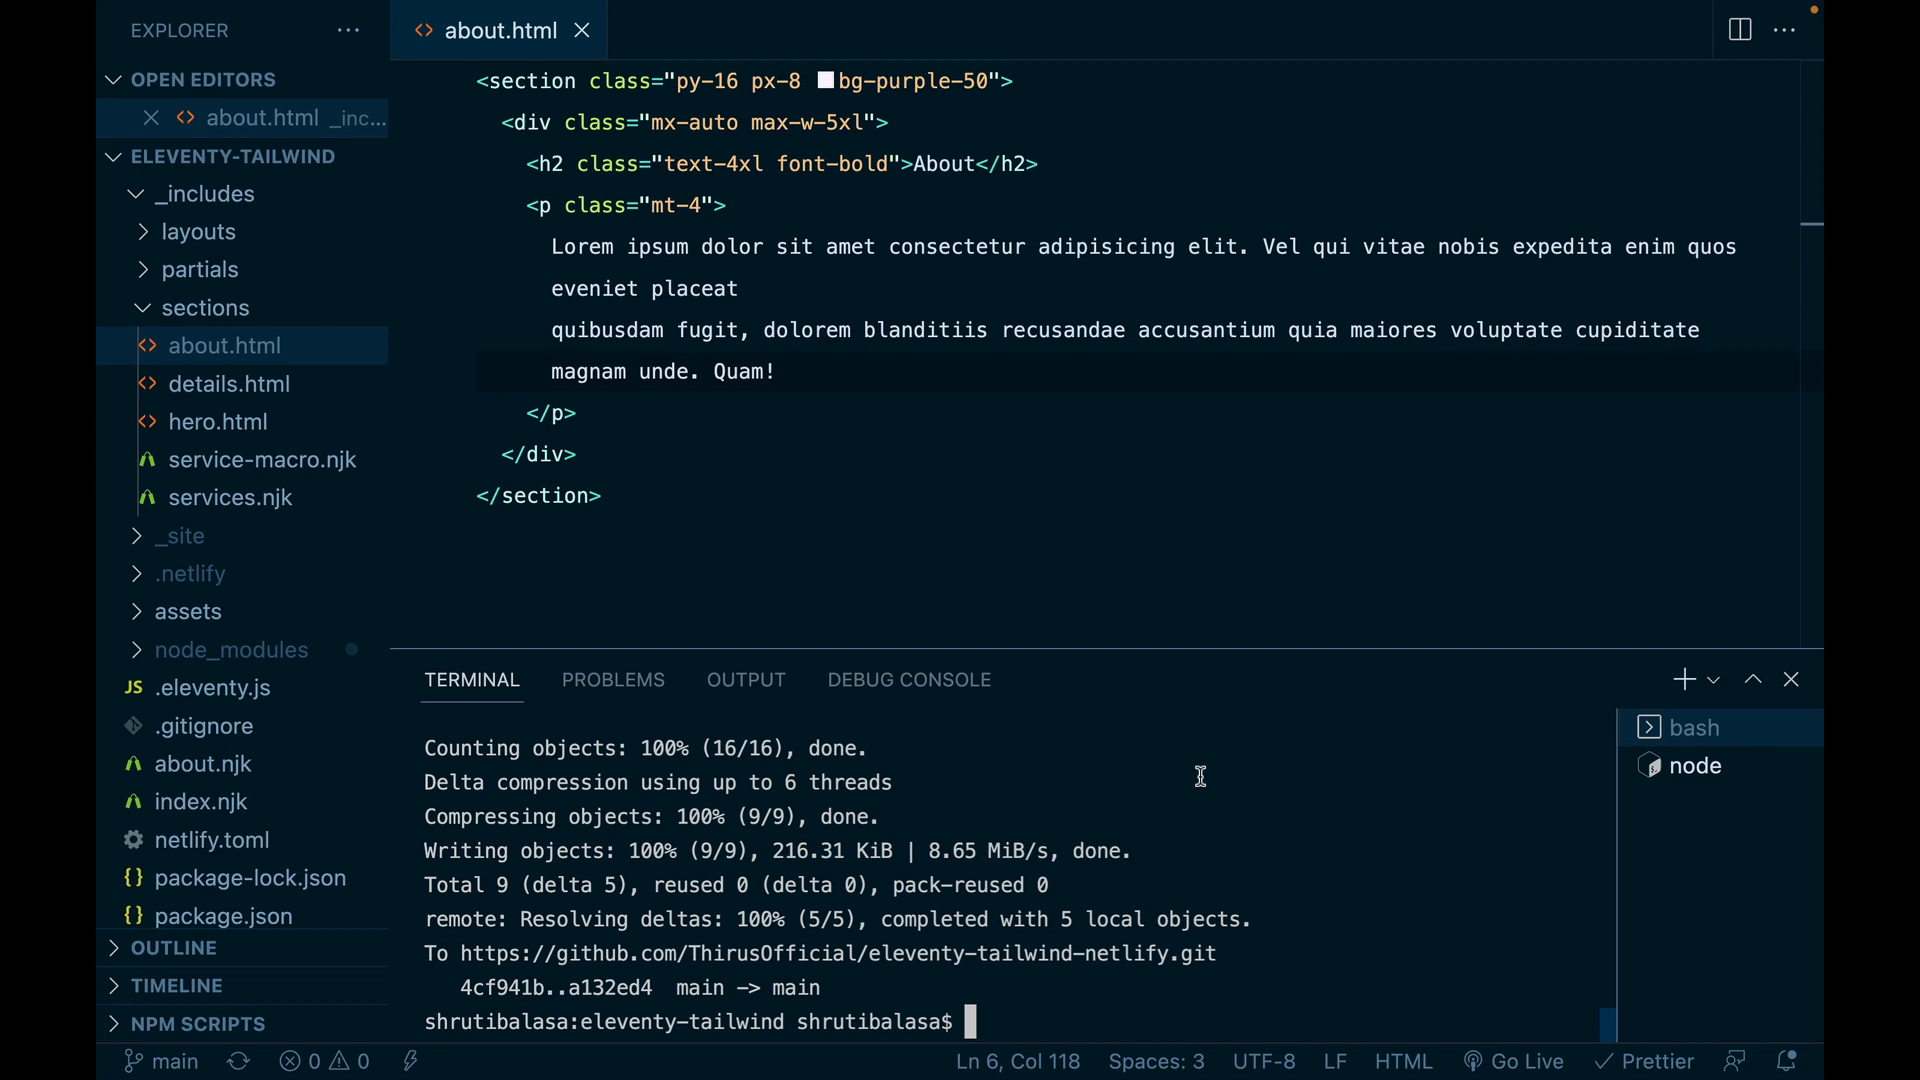 EXPLORER
about.html
OPEN EDITORS
about.html _inc...
ELEVENTY-TAILWIND
_includes
layouts
partials
sections
about.html
details.html
hero.html
service-macro.njk
services.njk
_site
.netlify
assets
node_modules
JS .eleventy.js
.gitignore
about.njk
index.njk
netlify.toml
{} package-lock.json
{} package.json
OUTLINE
TIMELINE
NPM SCRIPTS
<section class="py-16 px-8 bg-purple-50">
<div class="mx-auto max-w-5xl">
<h2 class="text-4xl font-bold">About</h2>
<p class="mt-4">
Lorem ipsum dolor sit amet consectetur adipisicing elit. Vel qui vitae nobis expedita enim quos
eveniet placeat
quibusdam fugit, dolorem blanditiis recusandae accusantium quia maiores voluptate cupiditate
magnam unde. Quam!
</p>
</div>
</section>
TERMINAL PROBLEMS OUTPUT DEBUG CONSOLE
Counting objects: 100% (16/16), done.
Delta compression using up to 6 threads
Compressing objects: 100% (9/9), done.
Writing objects: 100% (9/9), 216.31 KiB | 8.65 MiB/s, done.
Total 9 (delta 5), reused 0 (delta 0), pack-reused 0
remote: Resolving deltas: 100% (5/5), completed with 5 local objects.
To https://github.com/ThirusOfficial/eleventy-tailwind-netlify.git
4cf941b..a132ed4 main -> main
shrutibalasa:eleventy-tailwind shrutibalasa$
bash
node
main 0 0 Ln 6, Col 118 Spaces: 3 UTF-8 LF HTML Go Live Prettier